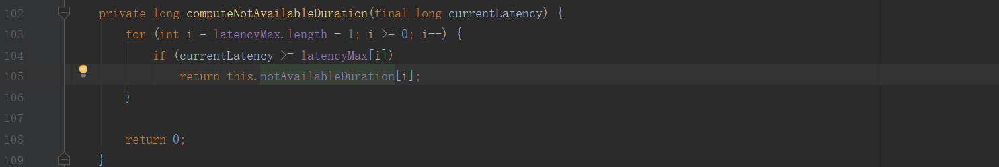 102 private long computeNotAvailableDuration(final long currentLatency) {
103 for (int i = latencyMax.length - 1; i >= 0; i--) {
104 if (currentLatency >= latencyMax[i])
105 return this.notAvailableDuration[i];
106 }
107
108 return 0;
109 }